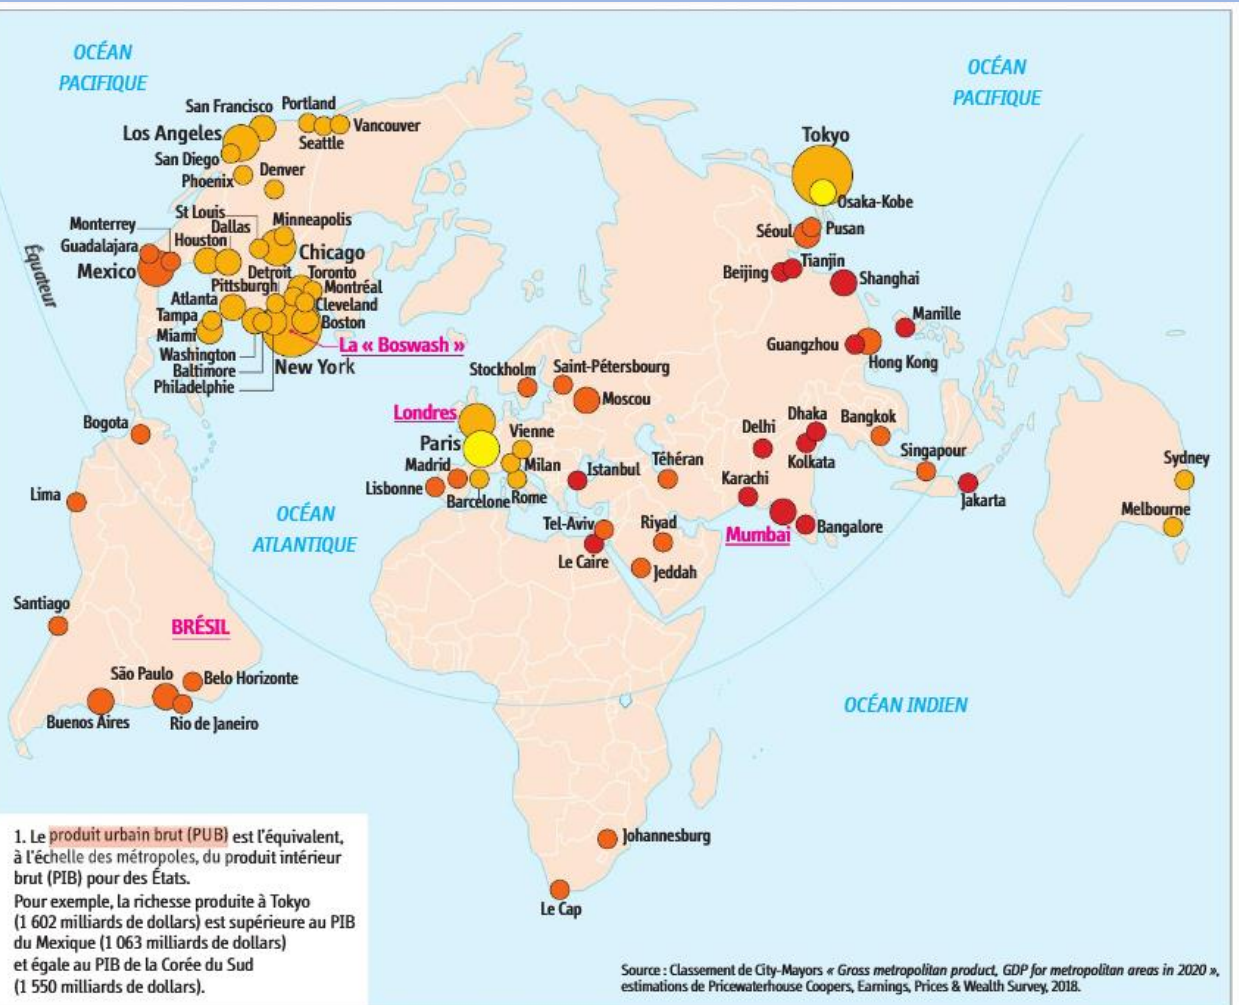 OCÉAN
PACIFIQUE
OCÉAN
PACIFIQUE
San Francisco
Portland
Los Angeles
Vancouver
Seattle
San Diego
Phoenix
Denver
St Louis
Minneapolis
Monterrey
Dallas
Guadalajara
Houston
Chicago
Mexico
Detroit
Toronto
Pittsburgh
Montréal
Atlanta
Cleveland
Tampa
Boston
Miami
La « Boswash »
Washington
Baltimore
New York
Philadelphie
Équateur
Tokyo
Osaka-Kobe
Séoul
Pusan
Beijing
Tianjin
Shanghai
Manille
Guangzhou
Hong Kong
Stockholm
Saint-Pétersbourg
Moscou
Londres
Paris
Vienne
Madrid
Milan
Lisbonne
Barcelone
Rome
Istanbul
Téhéran
Delhi
Dhaka
Bangkok
Kolkata
Karachi
Singapour
Jakarta
Sydney
Melbourne
Mumbai
Bangalore
Tel-Aviv
Riyad
Le Caire
Jeddah
Bogota
Lima
OCÉAN
ATLANTIQUE
Santiago
BRÉSIL
São Paulo
Belo Horizonte
Buenos Aires
Rio de Janeiro
OCÉAN INDIEN
Johannesburg
Le Cap
1. Le produit urbain brut (PUB) est l'équivalent,
à l'échelle des métropoles, du produit intérieur
brut (PIB) pour des États.
Pour exemple, la richesse produite à Tokyo
(1 602 milliards de dollars) est supérieure au PIB
du Mexique (1 063 milliards de dollars)
et égale au PIB de la Corée du Sud
(1 550 milliards de dollars).
Source : Classement de City-Mayors « Gross metropolitan product, GDP for metropolitan areas in 2020 »,
estimations de Pricewaterhouse Coopers, Earnings, Prices & Wealth Survey, 2018.